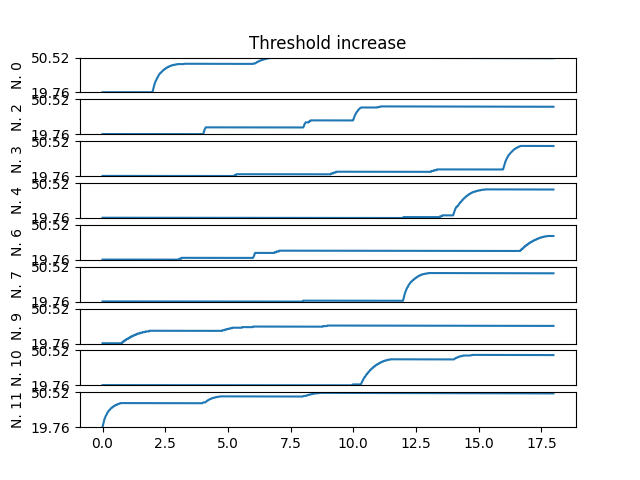 Threshold increase
50.52
N. 0
19.76
50.52
N. 2
19.76
50.52
N. 3
19.76
50.52
N. 4
19.76
50.52
N. 6
19.76
50.52
N. 7
19.76
50.52
N. 9
19.76
50.52
N. 10
19.76
50.52
N. 11
19.76
0.0 2.5 5.0 7.5 10.0 12.5 15.0 17.5